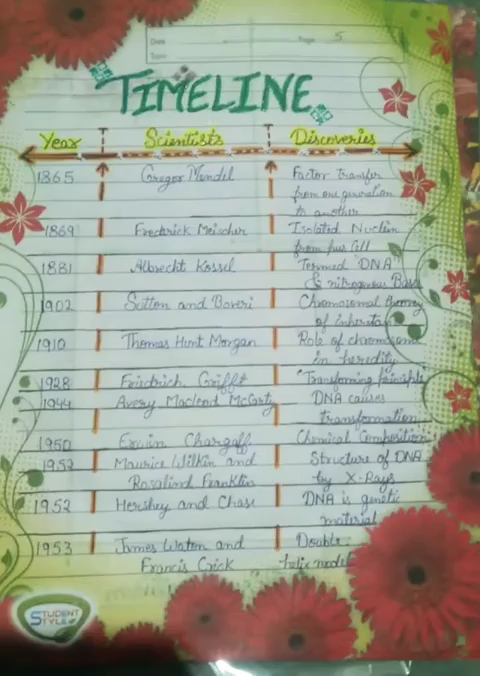 Date
Page 5
TIMELINE
Year Scientists Discoveries
1865 Gregor Mendel Factor transfer
from one generation
to another
1869 Frederick Meischer Isolated Nuclein
from pus Cell
1881 Albrecht Kossel Termed "DNA"
& nitrogenous Base
1902 Sutton and Boveri Chromosomal theory
of
1910 Thomas Hunt Morgan Role of chromosome
in heredity
1928 Friedrich "Transforming
1944 Avery Macleod McCarty DNA causes
transformation
1950 Erwin Chargaff Chemical Composition
1952 Maurice Wilkin and Structure of DNA
Rosalind Franklin by X-Rays
1952 Hershey and Chase DNA is genetic
material
1953 James Watson and Double
Francis Crick helix model
STUDENT
STYLE